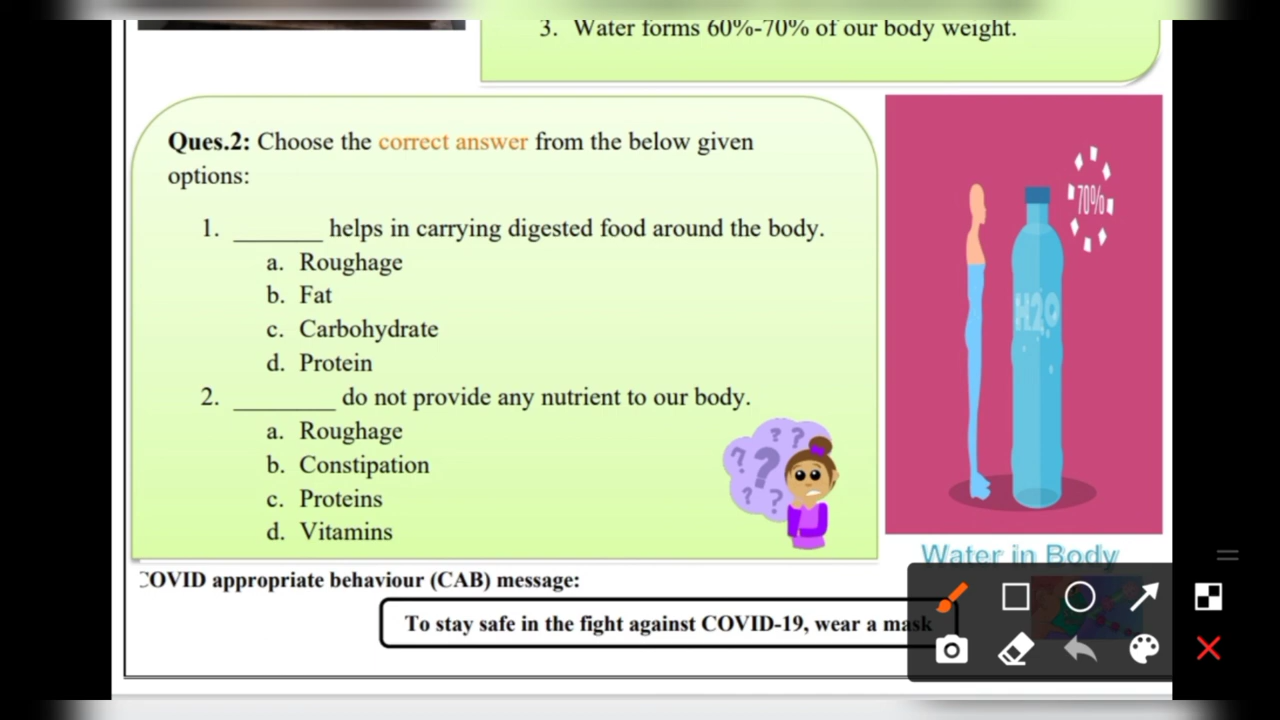 3. Water forms 60%-70% of our body weight.
Ques.2: Choose the correct answer from the below given
options:
1. _______ helps in carrying digested food around the body.
a. Roughage
b. Fat
c. Carbohydrate
d. Protein
2. ________ do not provide any nutrient to our body.
a. Roughage
b. Constipation
c. Proteins
d. Vitamins
70%
H2O
Water in Body
COVID appropriate behaviour (CAB) message:
To stay safe in the fight against COVID-19, wear a mask